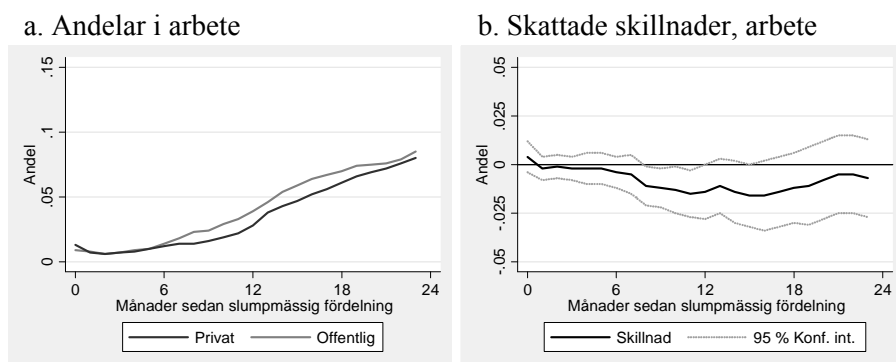 a. Andelar i arbete
.15
.1
.05
0
Andel
0 6 12 18 24
Månader sedan slumpmässig fördelning
Privat Offentlig
b. Skattade skillnader, arbete
.05
.025
0
-.025
-.05
Andel
0 6 12 18 24
Månader sedan slumpmässig fördelning
Skillnad 95 % Konf. int.